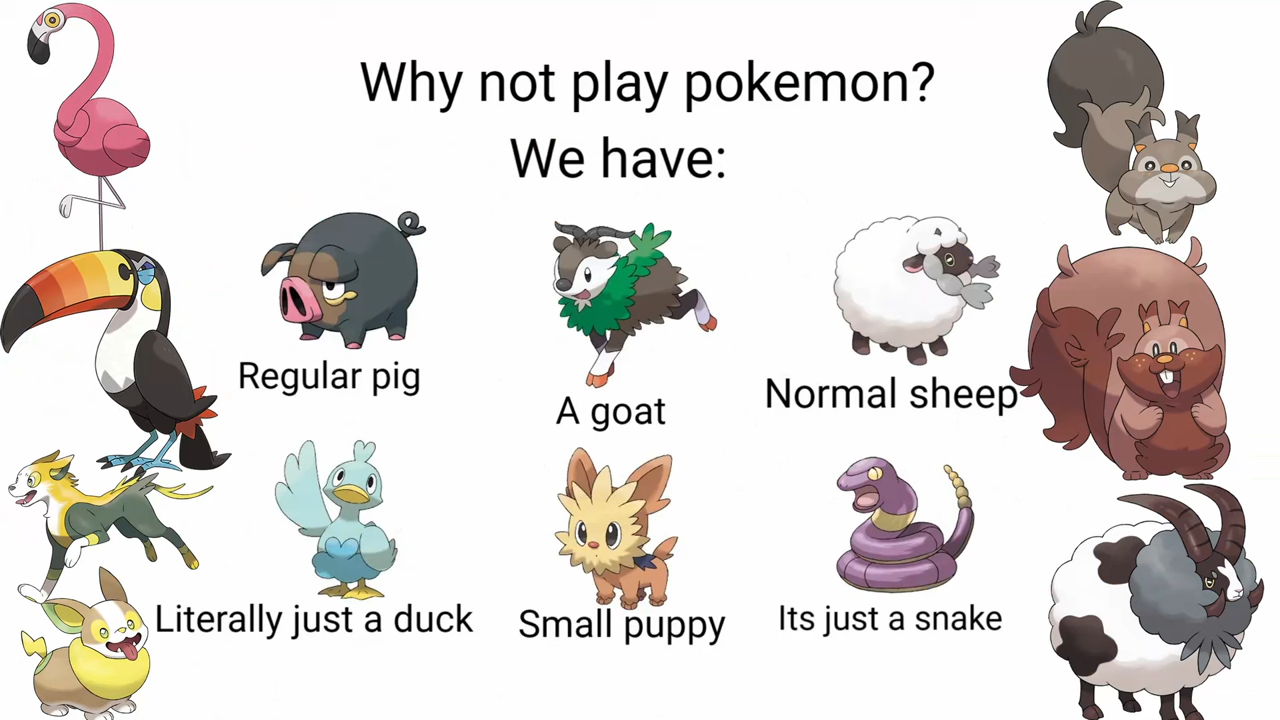 Why not play pokemon?
We have:
Regular pig
A goat
Normal sheep
Literally just a duck
Small puppy
Its just a snake